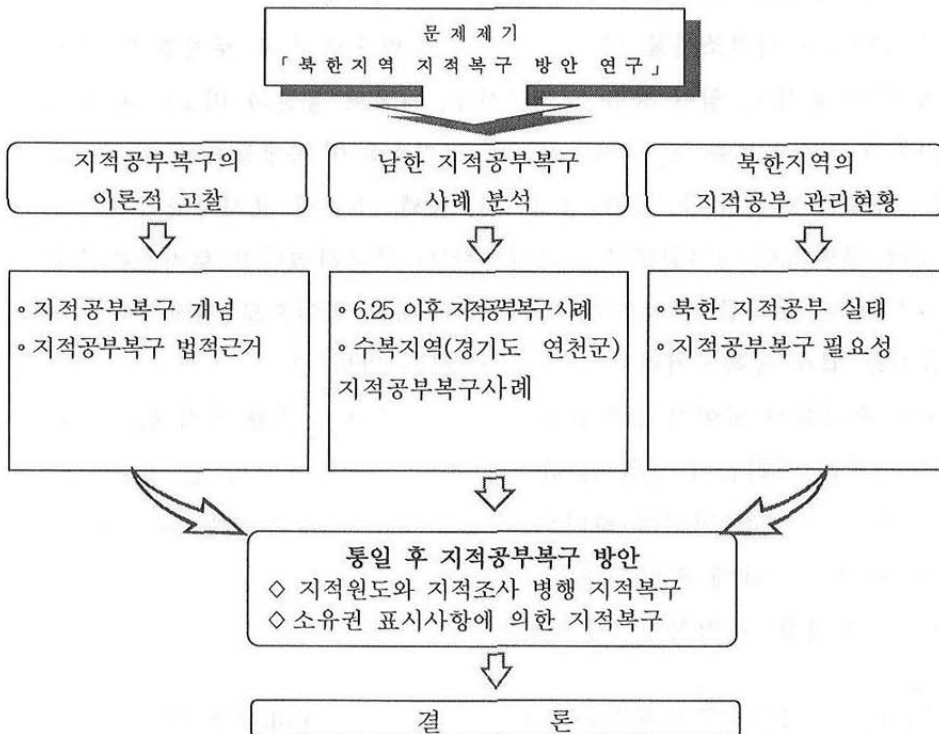 문제제기
「북한지역 지적복구 방안 연구」
지적공부복구의
이론적 고찰
남한 지적공부복구
사례 분석
북한지역의
지적공부 관리현황
∘지적공부복구 개념
∘지적공부복구 법적근거
∘6.25 이후 지적공부복구 사례
∘수복지역(경기도 연천군)
지적공부복구사례
∘북한 지적공부 실태
∘지적공부복구 필요성
통일 후 지적공부복구 방안
◇ 지적원도와 지적조사 병행 지적복구
◇ 소유권 표시사항에 의한 지적복구
결 론